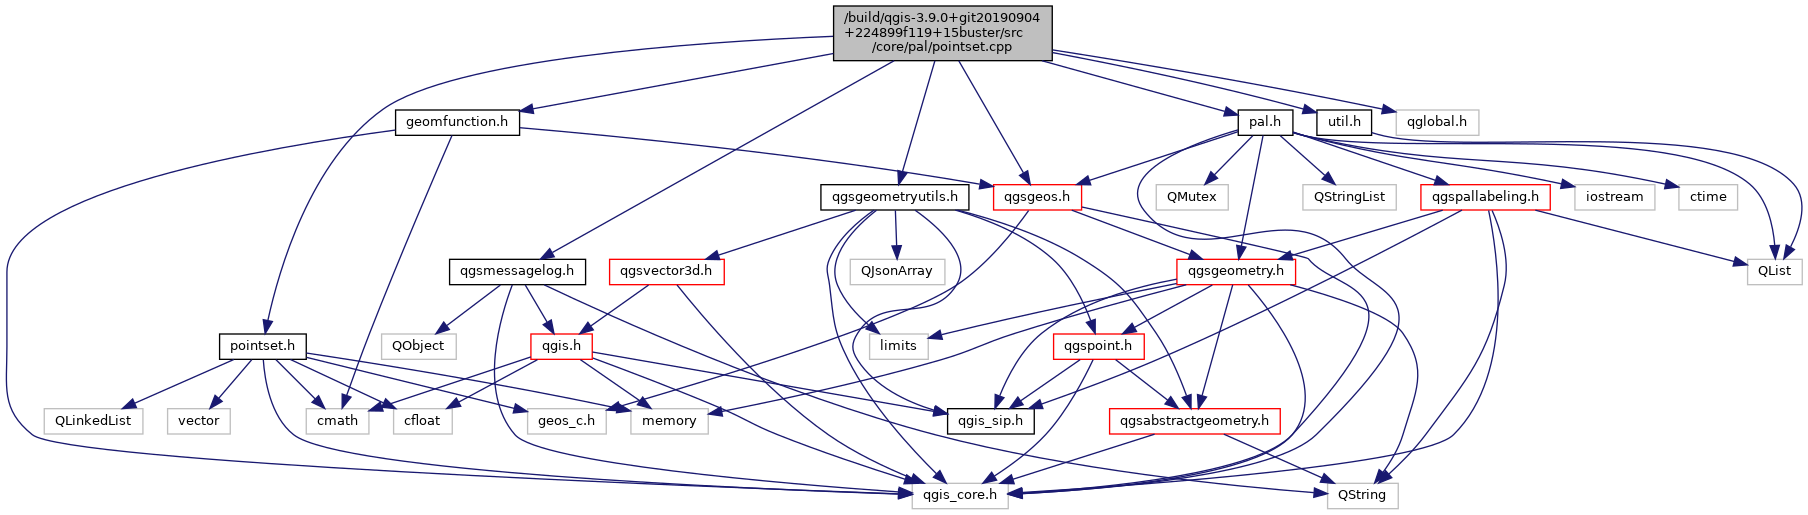 /build/qgis-3.9.0+git20190904
+224899f119+15buster/src
/core/pal/pointset.cpp
geomfunction.h
pal.h
util.h
qglobal.h
qgsgeometryutils.h
qgsgeos.h
QMutex
QStringList
qgspallabeling.h
iostream
ctime
qgsmessagelog.h
qgsvector3d.h
QJsonArray
qgsgeometry.h
QList
pointset.h
QObject
qgis.h
limits
qgspoint.h
QLinkedList
vector
cmath
cfloat
geos_c.h
memory
qgis_sip.h
qgsabstractgeometry.h
qgis_core.h
QString